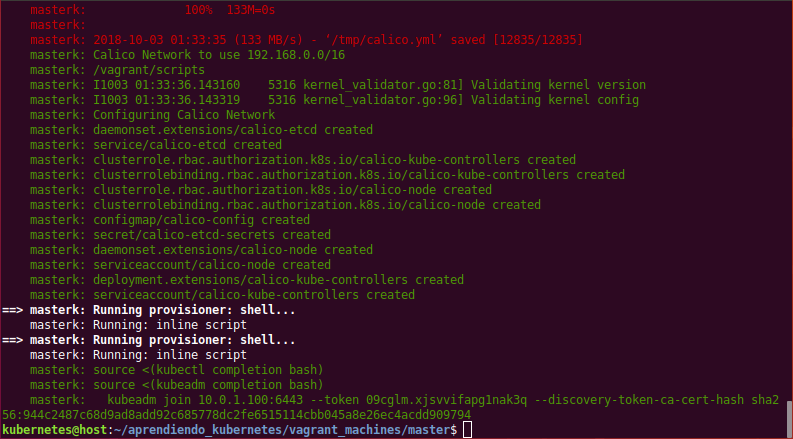 masterk:              100%  133M=0s
masterk:
masterk: 2018-10-03 01:33:35 (133 MB/s) - ‘/tmp/calico.yml’ saved [12835/12835]
masterk: Calico Network to use 192.168.0.0/16
masterk: /vagrant/scripts
masterk: I1003 01:33:36.143160    5316 kernel_validator.go:81] Validating kernel version
masterk: I1003 01:33:36.143319    5316 kernel_validator.go:96] Validating kernel config
masterk: Configuring Calico Network
masterk: daemonset.extensions/calico-etcd created
masterk: service/calico-etcd created
masterk: clusterrole.rbac.authorization.k8s.io/calico-kube-controllers created
masterk: clusterrolebinding.rbac.authorization.k8s.io/calico-kube-controllers created
masterk: clusterrole.rbac.authorization.k8s.io/calico-node created
masterk: clusterrolebinding.rbac.authorization.k8s.io/calico-node created
masterk: configmap/calico-config created
masterk: secret/calico-etcd-secrets created
masterk: daemonset.extensions/calico-node created
masterk: serviceaccount/calico-node created
masterk: deployment.extensions/calico-kube-controllers created
masterk: serviceaccount/calico-kube-controllers created
==> masterk: Running provisioner: shell...
masterk: Running: inline script
==> masterk: Running provisioner: shell...
masterk: Running: inline script
masterk: source <(kubectl completion bash)
masterk: source <(kubeadm completion bash)
masterk:   kubeadm join 10.0.1.100:6443 --token 09cglm.xjsvvifapg1nak3q --discovery-token-ca-cert-hash sha2
56:944c2487c68d9ad8add92c685778dc2fe6515114cbb045a8e26ec4acdd909794
kubernetes@host:~/aprendiendo_kubernetes/vagrant_machines/master$